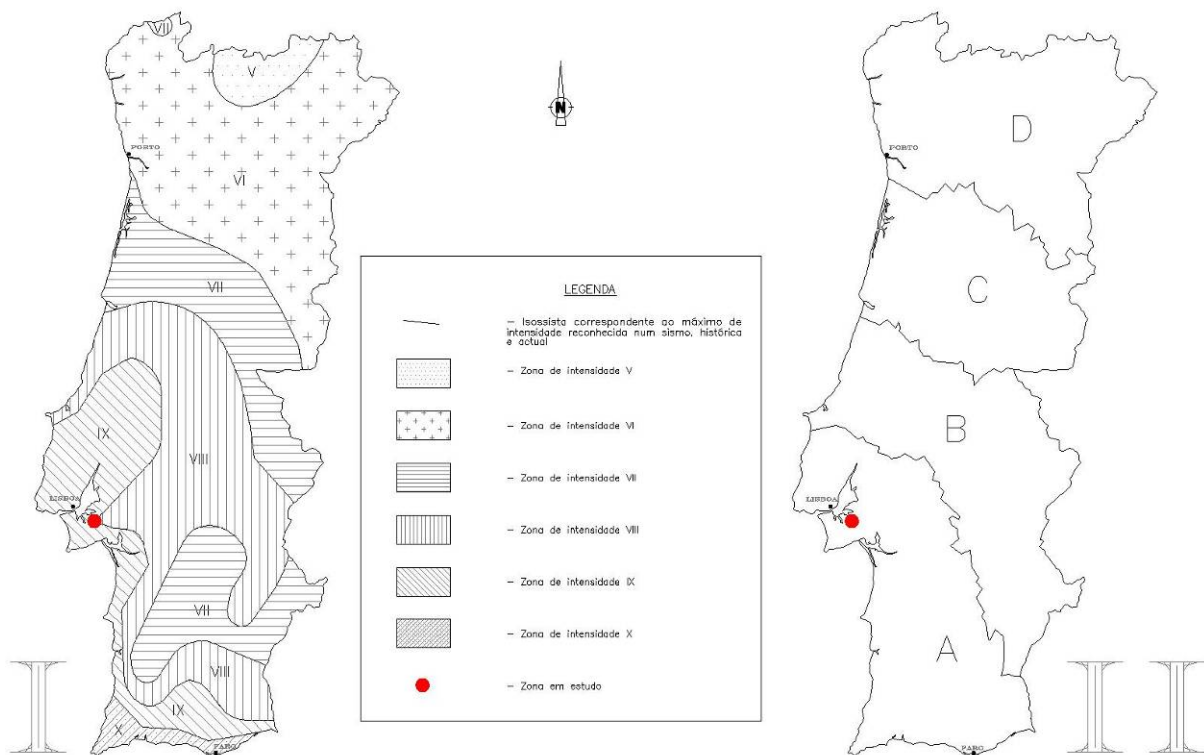 VII
V
N
PORTO
VI
VII
IX
VIII
LISBOA
VII
VIII
IX
X
FARO
I
LEGENDA
– Isossista correspondente ao máximo de
intensidade reconhecida num sismo, histórica
e actual
– Zona de intensidade V
– Zona de intensidade VI
– Zona de intensidade VII
– Zona de intensidade VIII
– Zona de intensidade IX
– Zona de intensidade X
– Zona em estudo
D
PORTO
C
B
LISBOA
A
FARO
II